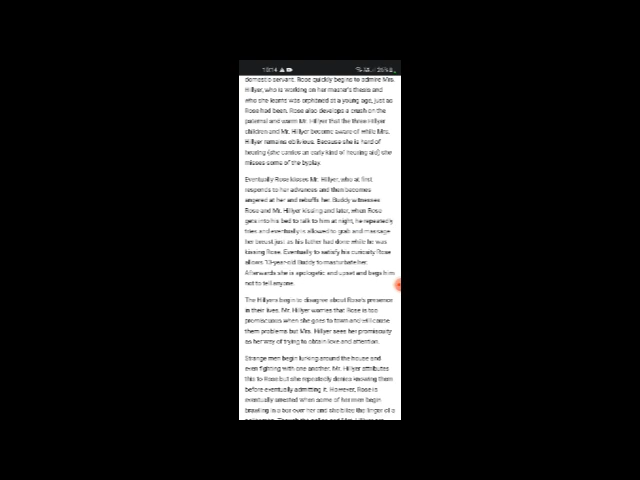 10:14
domestic servant. Rose quickly begins to admire Mrs.
Hillyer, who is working on her master's thesis and
who she learns was orphaned at a young age, just as
Rose had been. Rose also develops a crush on the
paternal and warm Mr. Hillyer that the three Hillyer
children and Mr. Hillyer become aware of while Mrs.
Hillyer remains oblivious. Because she is hard of
hearing (she carries an early kind of hearing aid) she
misses some of the byplay.
Eventually Rose kisses Mr. Hillyer, who at first
responds to her advances and then becomes
angered at her and rebuffs her. Buddy witnesses
Rose and Mr. Hillyer kissing and later, when Rose
gets into his bed to talk to him at night, he repeatedly
tries and eventually is allowed to grab and massage
her breast just as his father had done while he was
kissing Rose. Eventually to satisfy his curiosity Rose
allows 13-year-old Buddy to masturbate her.
Afterwards she is apologetic and upset and begs him
not to tell anyone.
The Hillyers begin to disagree about Rose's presence
in their lives. Mr. Hillyer worries that Rose is too
promiscuous when she goes to town and will cause
them problems but Mrs. Hillyer sees her promiscuity
as her way of trying to obtain love and attention.
Strange men begin lurking around the house and
even fighting with one another. Mr. Hillyer attributes
this to Rose but she repeatedly denies knowing them
before eventually admitting it. However, Rose is
eventually arrested when some of her men begin
brawling in a bar over her and she bites the finger of a